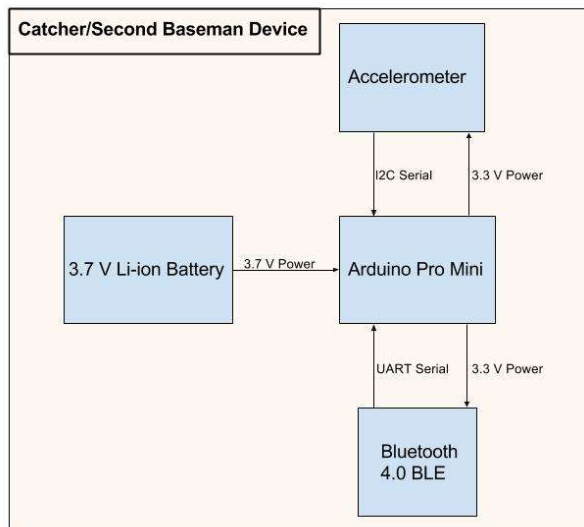 Catcher/Second Baseman Device
Accelerometer
I2C Serial
3.3 V Power
3.7 V Li-ion Battery
3.7 V Power
Arduino Pro Mini
UART Serial
3.3 V Power
Bluetooth
4.0 BLE